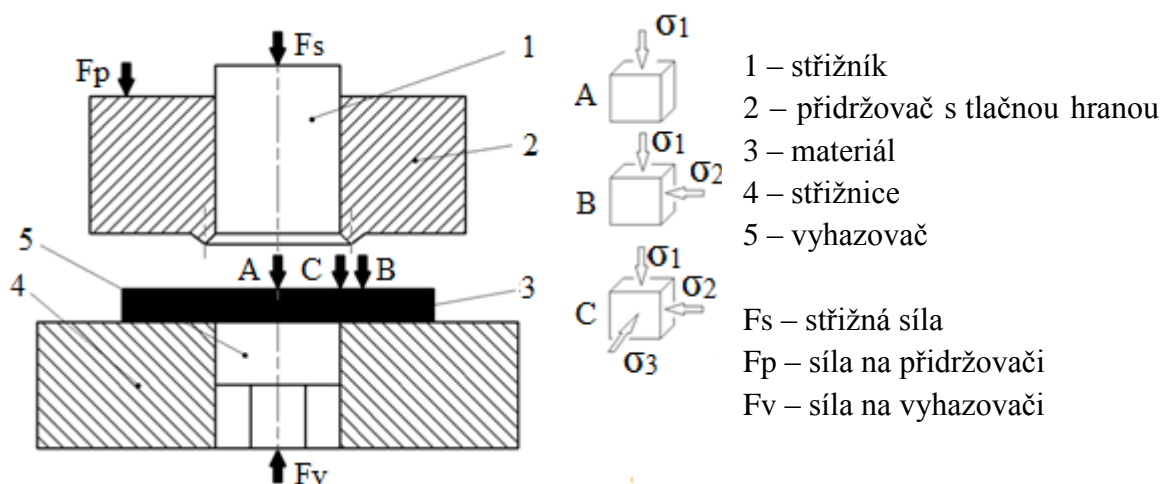 Fs
Fp
1
2
5
4
A
C
B
3
Fv
σ1
A
σ1
σ2
B
σ1
σ2
C
σ3
1 – střižník
2 – přidržovač s tlačnou hranou
3 – materiál
4 – střižnice
5 – vyhazovač
Fs – střižná síla
Fp – síla na přidržovači
Fv – síla na vyhazovači